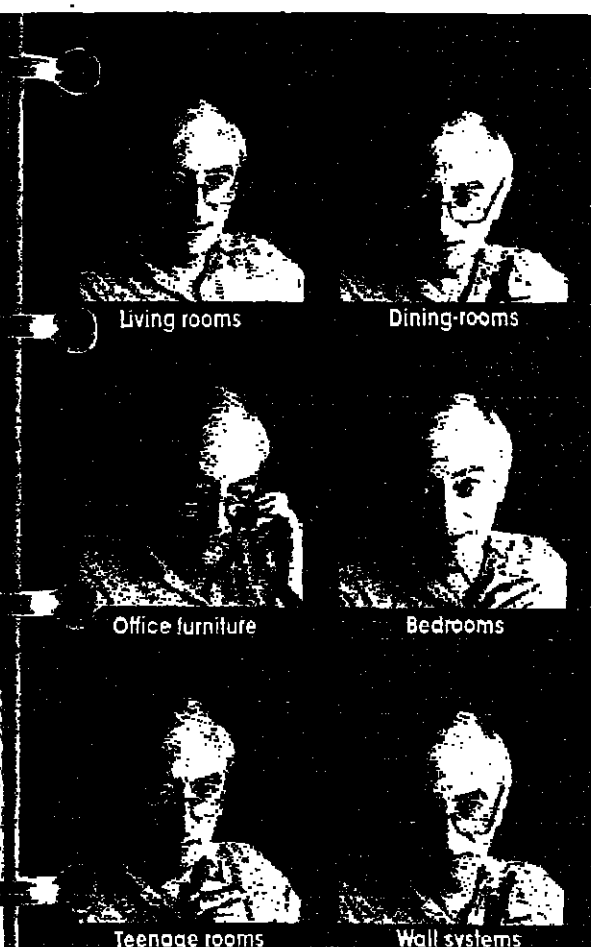 Living rooms
Dining-rooms
Office furniture
Bedrooms
Teenage rooms
Wall systems